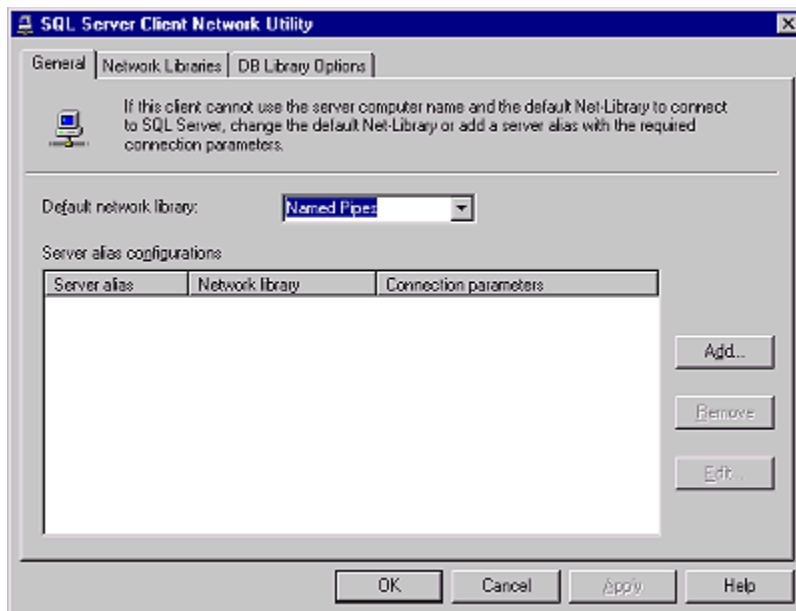 SQL Server Client Network Utility
General Network Libraries DB Library Options
If this client cannot use the server computer name and the default Net-Library to connect
to SQL Server, change the default Net-Library or add a server alias with the required
connection parameters.
Default network library: Named Pipes
Server alias configurations
Server alias Network library Connection parameters
Add...
Remove
Edit...
OK Cancel Apply Help